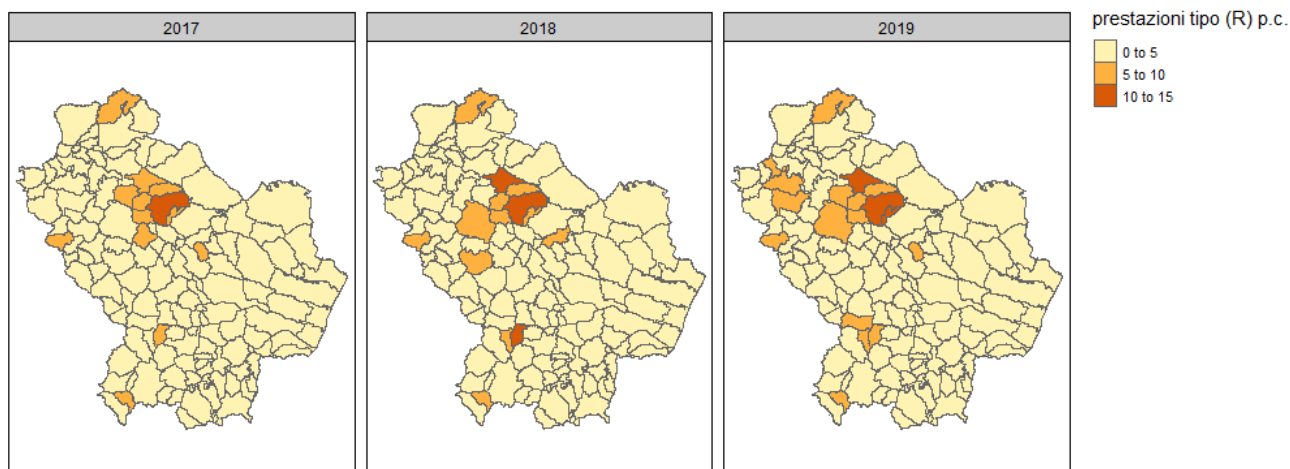 2017
2018
2019
prestazioni tipo (R) p.c.
0 to 5
5 to 10
10 to 15